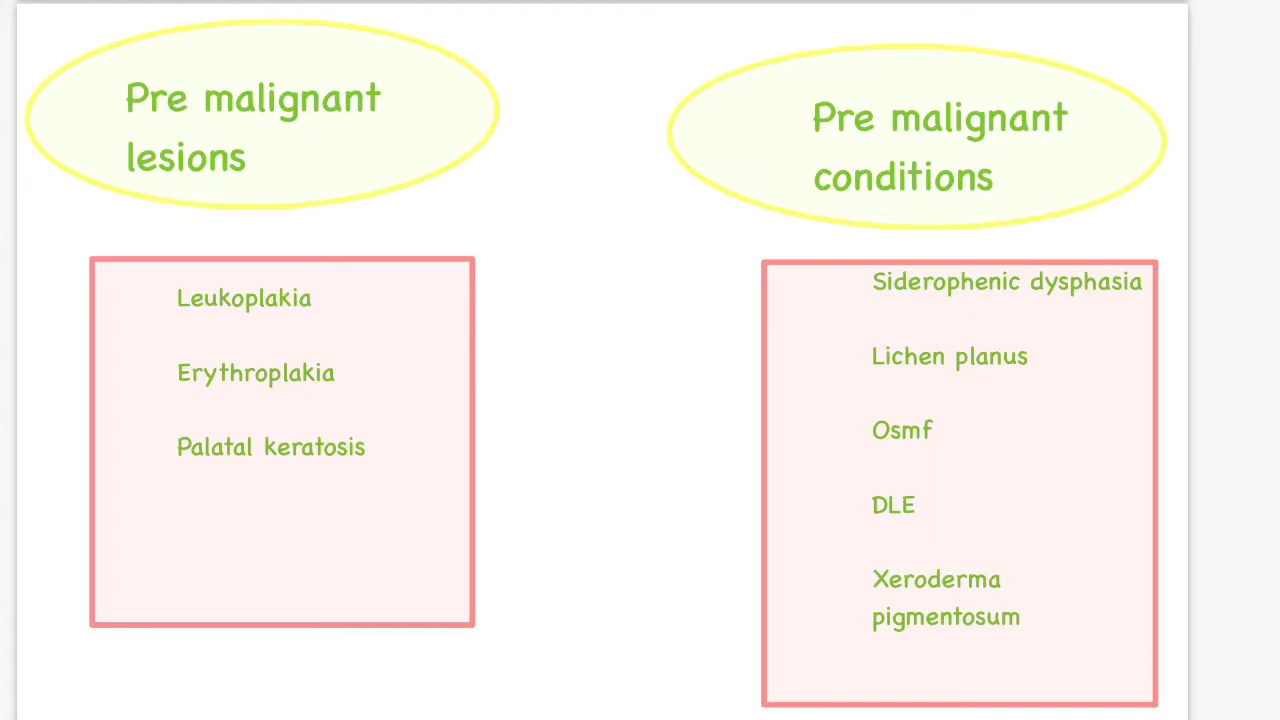 Pre malignant
lesions
Leukoplakia
Erythroplakia
Palatal keratosis
Pre malignant
conditions
Siderophenic dysphasia
Lichen planus
Osmf
DLE
Xeroderma
pigmentosum